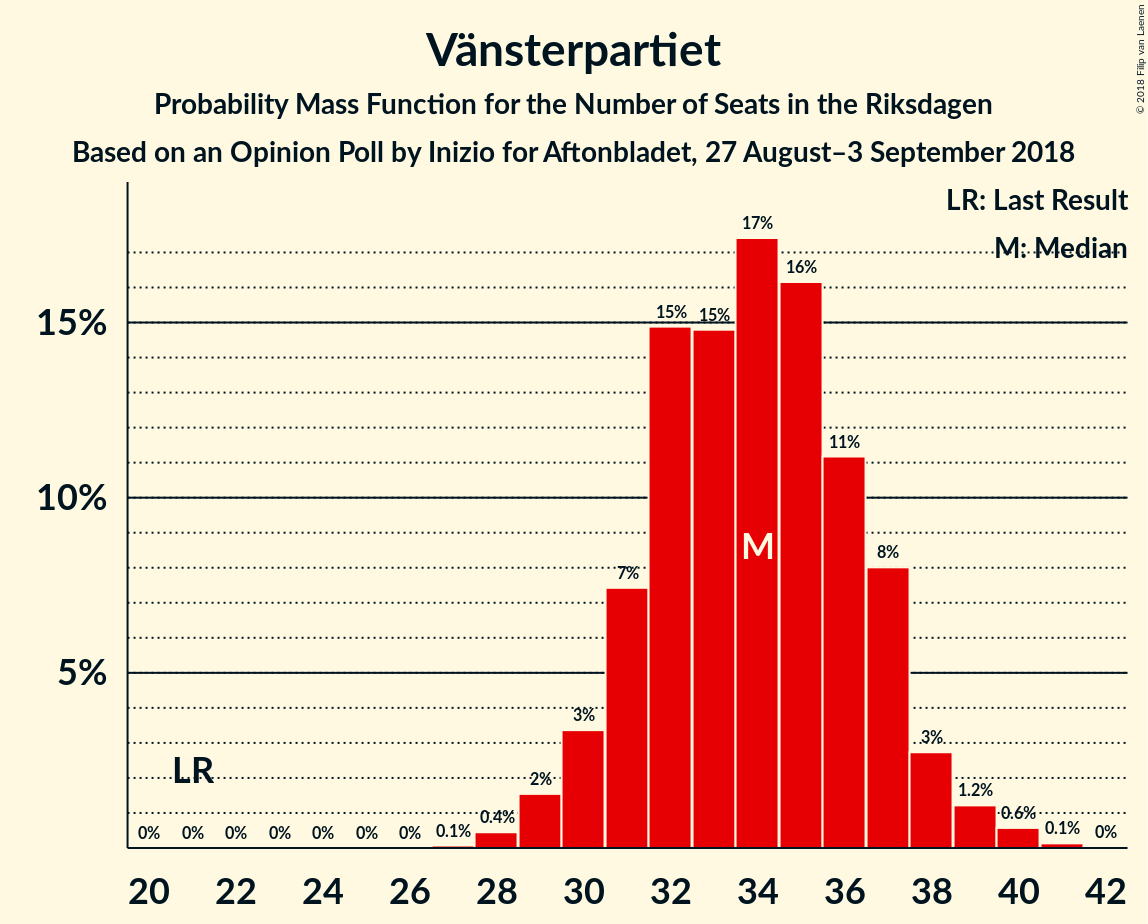 Vänsterpartiet
Probability Mass Function for the Number of Seats in the Riksdagen
Based on an Opinion Poll by Inizio for Aftonbladet, 27 August–3 September 2018
© 2018 Filip van Laenen
LR: Last Result
M: Median
15%
10%
5%
0% 0% 0% 0% 0% 0% 0% 0.1% 0.4% 2% 3% 7% 15% 15% 17% 16% 11% 8% 3% 1.2% 0.6% 0.1% 0%
LR
M
20 22 24 26 28 30 32 34 36 38 40 42